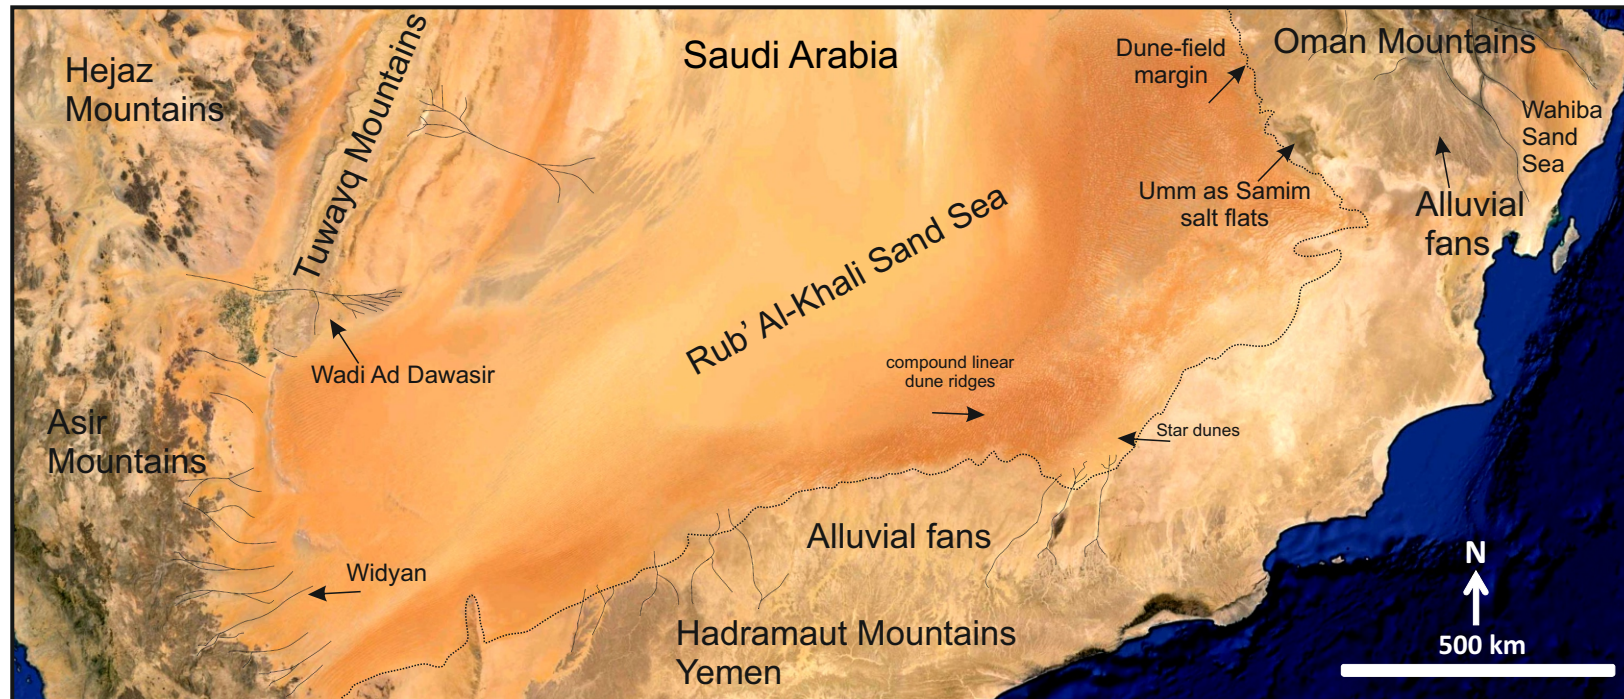 Saudi Arabia
Hejaz
Mountains
Tuwayq Mountains
Dune-field
margin
Oman Mountains
Wahiba
Sand
Sea
Umm as Samim
salt flats
Alluvial
fans
Rub’ Al-Khali Sand Sea
Wadi Ad Dawasir
compound linear
dune ridges
Star dunes
Asir
Mountains
Alluvial fans
Widyan
Hadramaut Mountains
Yemen
N
500 km